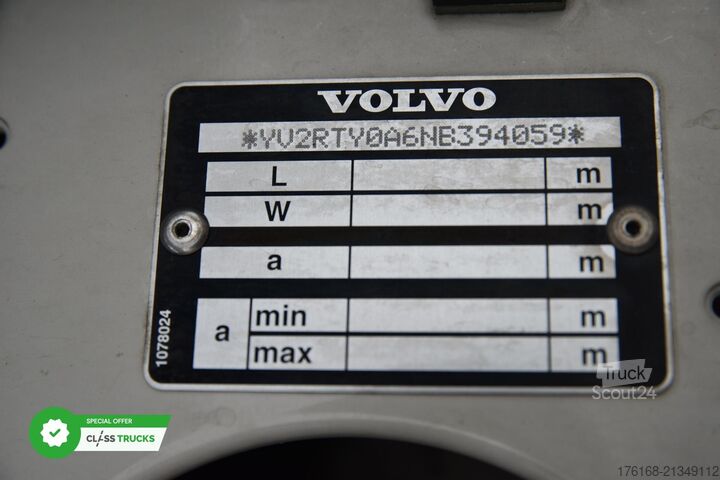 VOLVO
*YV2RTY0A6NB394059*
L m
W m
a m
a min m
max m
1078024
Truck
Scout24
SPECIAL OFFER
CLASS TRUCKS
176168-21349112